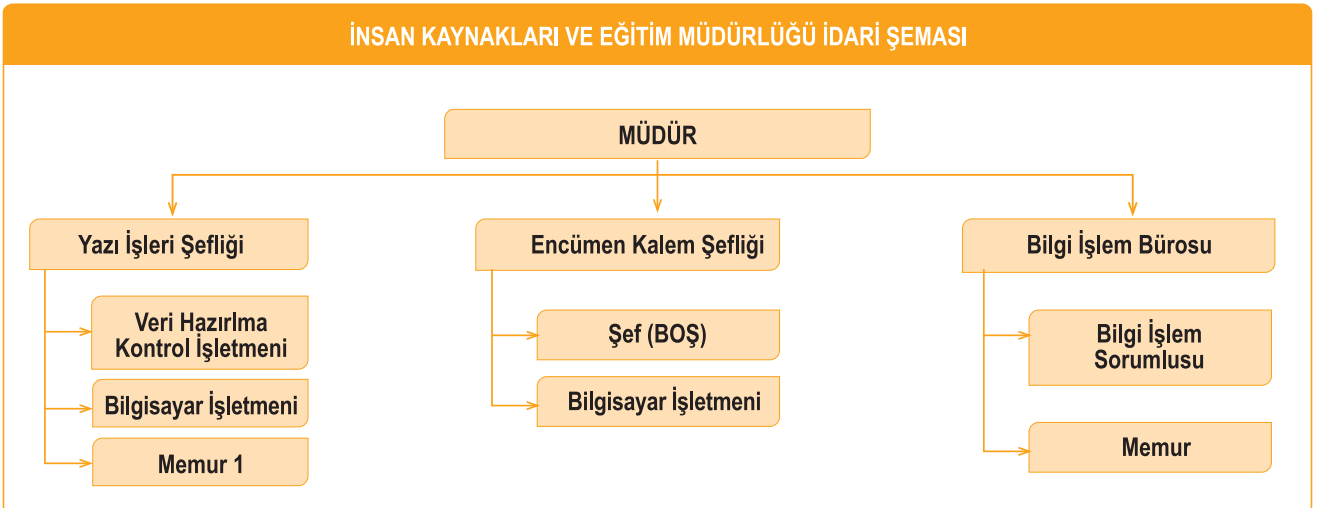 İNSAN KAYNAKLARI VE EĞİTİM MÜDÜRLÜĞÜ İDARİ ŞEMASI
MÜDÜR
Yazı İşleri Şefliği
Veri Hazırlma
Kontrol İşletmeni
Bilgisayar İşletmeni
Memur 1
Encümen Kalem Şefliği
Şef (BOŞ)
Bilgisayar İşletmeni
Bilgi İşlem Bürosu
Bilgi İşlem
Sorumlusu
Memur